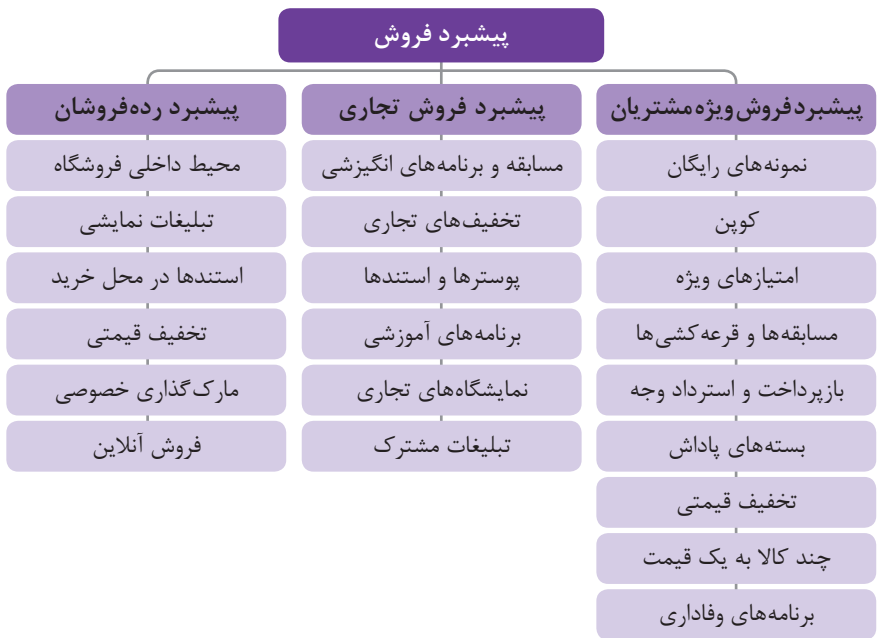 پیشبرد فروش
پیشبرد فروش ویژه مشتریان
نمونه‌های رایگان
کوپن
امتیازهای ویژه
مسابقه‌ها و قرعه‌کشی‌ها
بازپرداخت و استرداد وجه
بسته‌های پاداش
تخفیف قیمتی
چند کالا به یک قیمت
برنامه‌های وفاداری
پیشبرد فروش تجاری
مسابقه و برنامه‌های انگیزشی
تخفیف‌های تجاری
پوسترها و استندها
برنامه‌های آموزشی
نمایشگاه‌های تجاری
تبلیغات مشترک
پیشبرد رده‌فروشان
محیط داخلی فروشگاه
تبلیغات نمایشی
استندها در محل خرید
تخفیف قیمتی
مارک‌گذاری خصوصی
فروش آنلاین